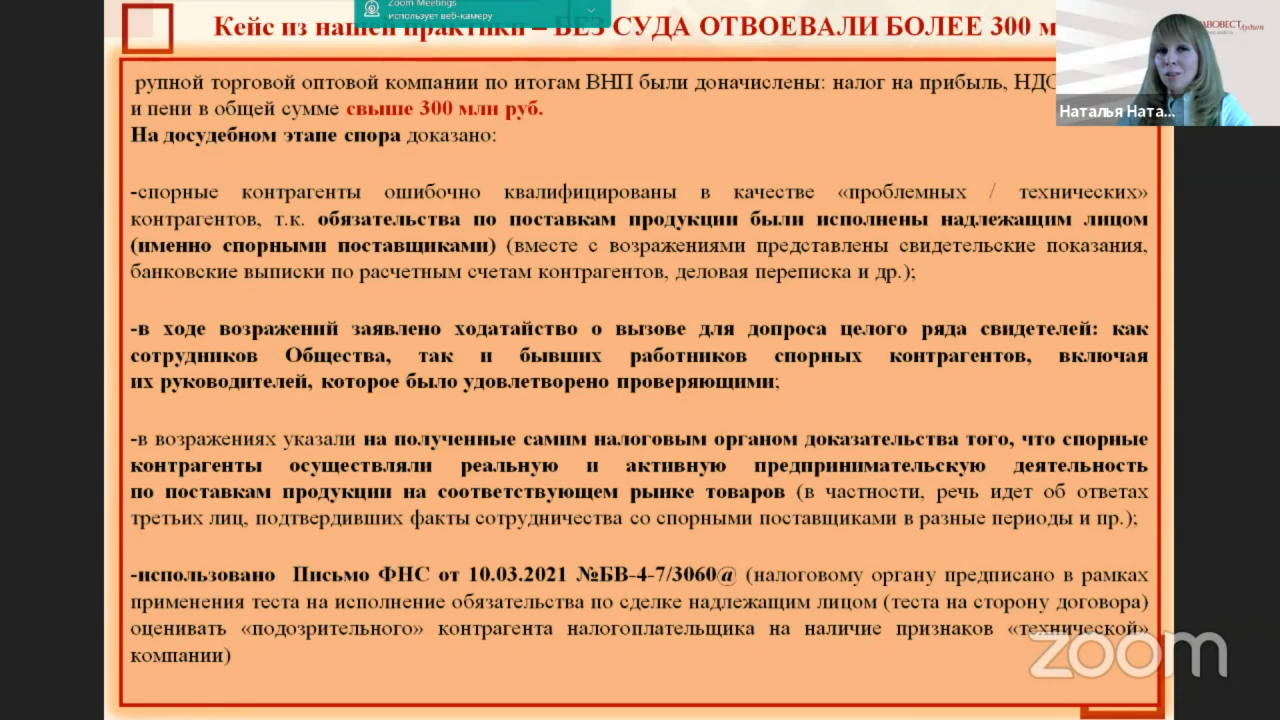 Zoom Meetings
использует веб-камеру
Кейс из нашей практики – БЕЗ СУДА ОТВОЕВАЛИ БОЛЕЕ 300 м
рупной торговой оптовой компании по итогам ВНП были доначислены: налог на прибыль, НДС
и пени в общей сумме свыше 300 млн руб.
На досудебном этапе спора доказано:
-спорные контрагенты ошибочно квалифицированы в качестве «проблемных / технических»
контрагентов, т.к. обязательства по поставкам продукции были исполнены надлежащим лицом
(именно спорными поставщиками) (вместе с возражениями представлены свидетельские показания,
банковские выписки по расчетным счетам контрагентов, деловая переписка и др.);
-в ходе возражений заявлено ходатайство о вызове для допроса целого ряда свидетелей: как
сотрудников Общества, так и бывших работников спорных контрагентов, включая
их руководителей, которое было удовлетворено проверяющими;
-в возражениях указали на полученные самим налоговым органом доказательства того, что спорные
контрагенты осуществляли реальную и активную предпринимательскую деятельность
по поставкам продукции на соответствующем рынке товаров (в частности, речь идет об ответах
третьих лиц, подтвердивших факты сотрудничества со спорными поставщиками в разные периоды и пр.);
-использовано Письмо ФНС от 10.03.2021 №БВ-4-7/3060@ (налоговому органу предписано в рамках
применения теста на исполнение обязательства по сделке надлежащим лицом (теста на сторону договора)
оценивать «подозрительного» контрагента налогоплательщика на наличие признаков «технической»
компании)
Наталья Ната...
zoom